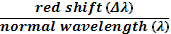 red shift (Δλ)
normal wavelength (λ)